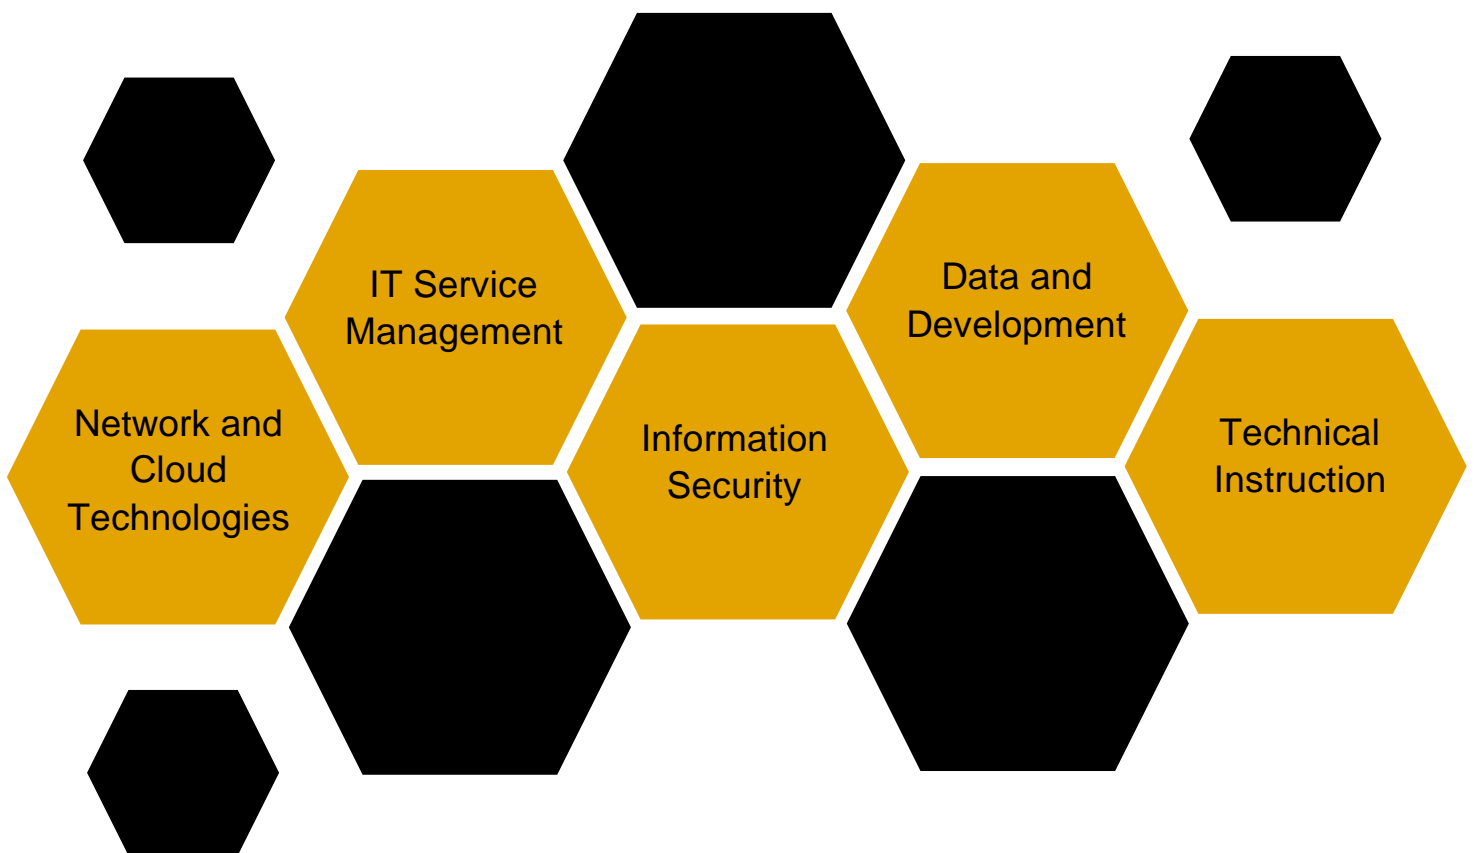 IT Service
Management
Data and
Development
Network and
Cloud
Technologies
Information
Security
Technical
Instruction